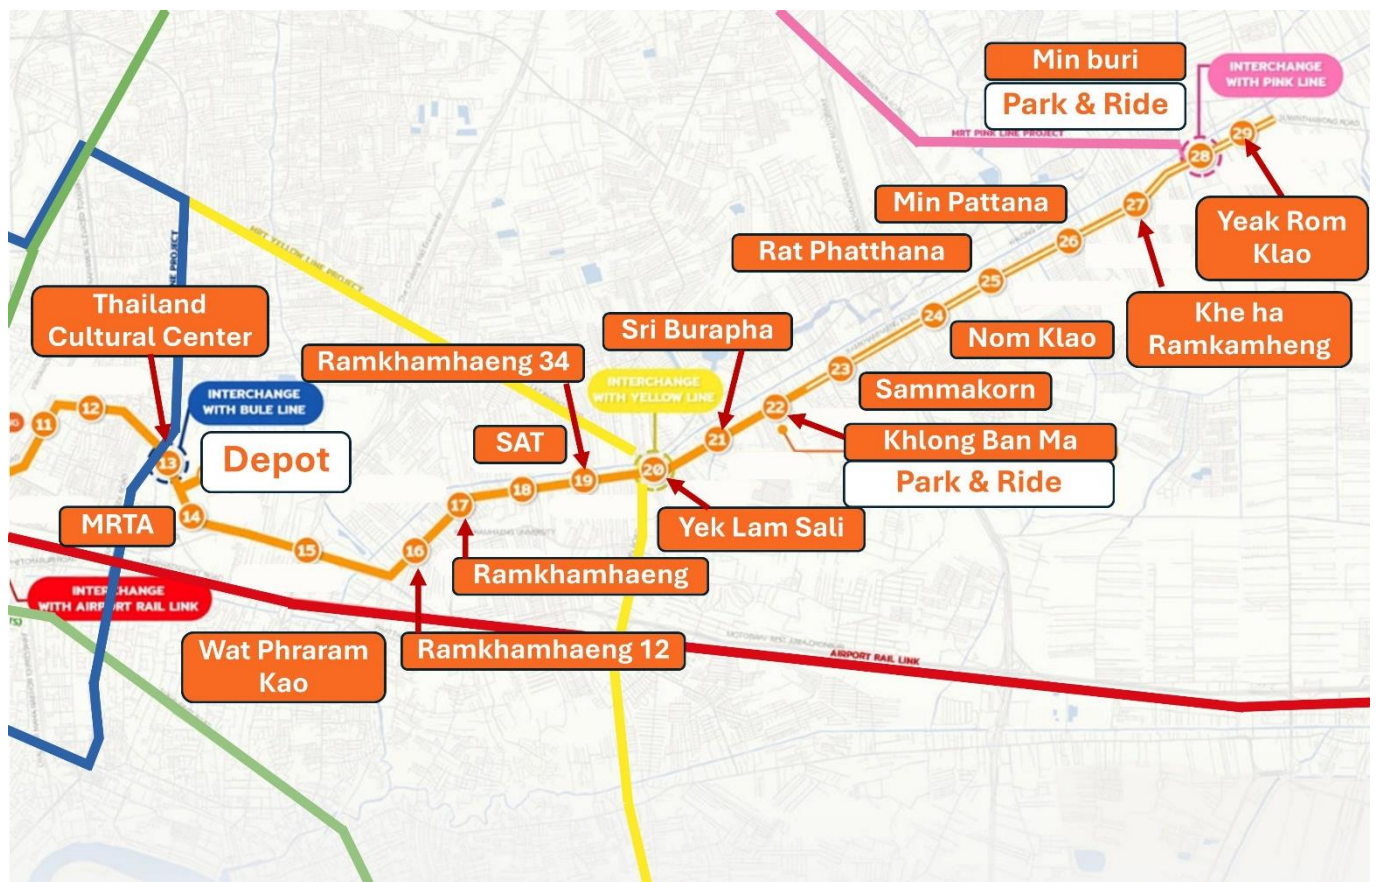 Min buri
Park & Ride
INTERCHANGE
WITH PINK LINE
MRT PINK LINE PROJECT
29
28
27
26
25
24
23
22
21
20
19
18
17
16
15
14
13
12
11
Yeak Rom
Klao
Min Pattana
Rat Phatthana
Khe ha
Ramkamheng
Nom Klao
MRT YELLOW LINE PROJECT
Thailand
Cultural Center
Sri Burapha
Ramkhamhaeng 34
INTERCHANGE
WITH YELLOW LINE
INTERCHANGE
WITH BULE LINE
Sammakorn
SAT
Khlong Ban Ma
Park & Ride
Depot
MRTA
Yek Lam Sali
Ramkhamhaeng
INTERCHANGE
WITH AIRPORT RAIL LINK
Wat Phraram
Kao
Ramkhamhaeng 12
AIRPORT RAIL LINK